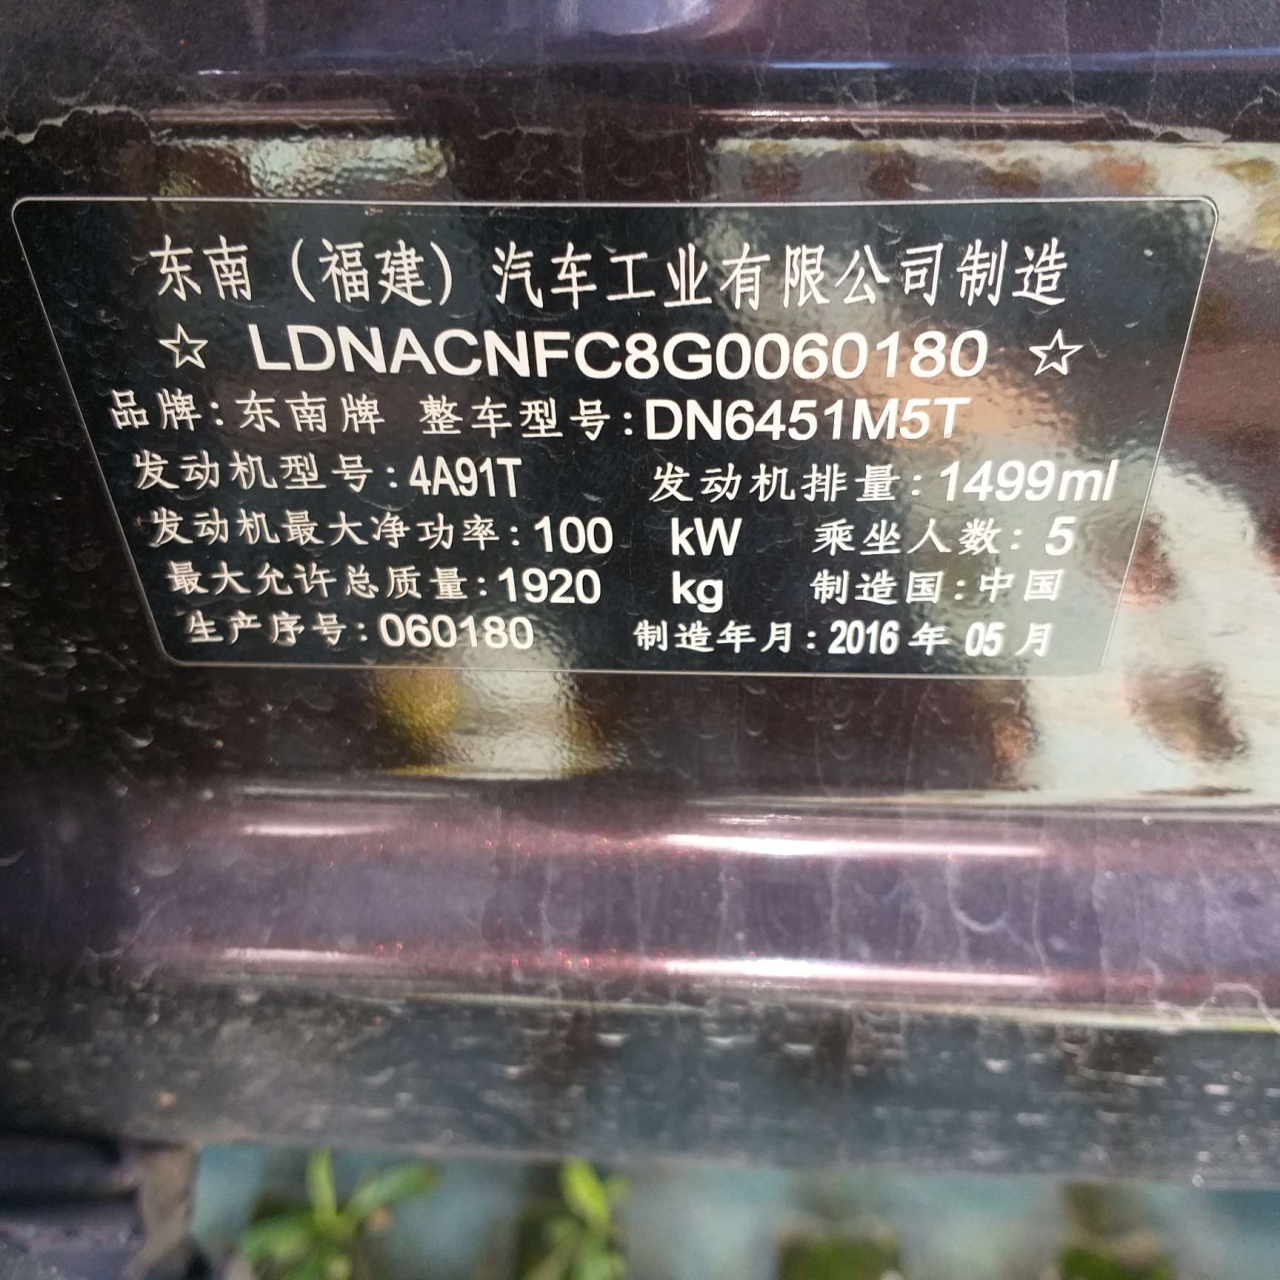 东南（福建）汽车工业有限公司制造
☆ LDNACNFC8G0060180 ☆
品牌:东南牌 整车型号:DN6451M5T
发动机型号:4A91T 发动机排量:1499ml
发动机最大净功率:100 kW 乘坐人数:5
最大允许总质量:1920 kg 制造国:中国
生产序号:060180 制造年月:2016年05月